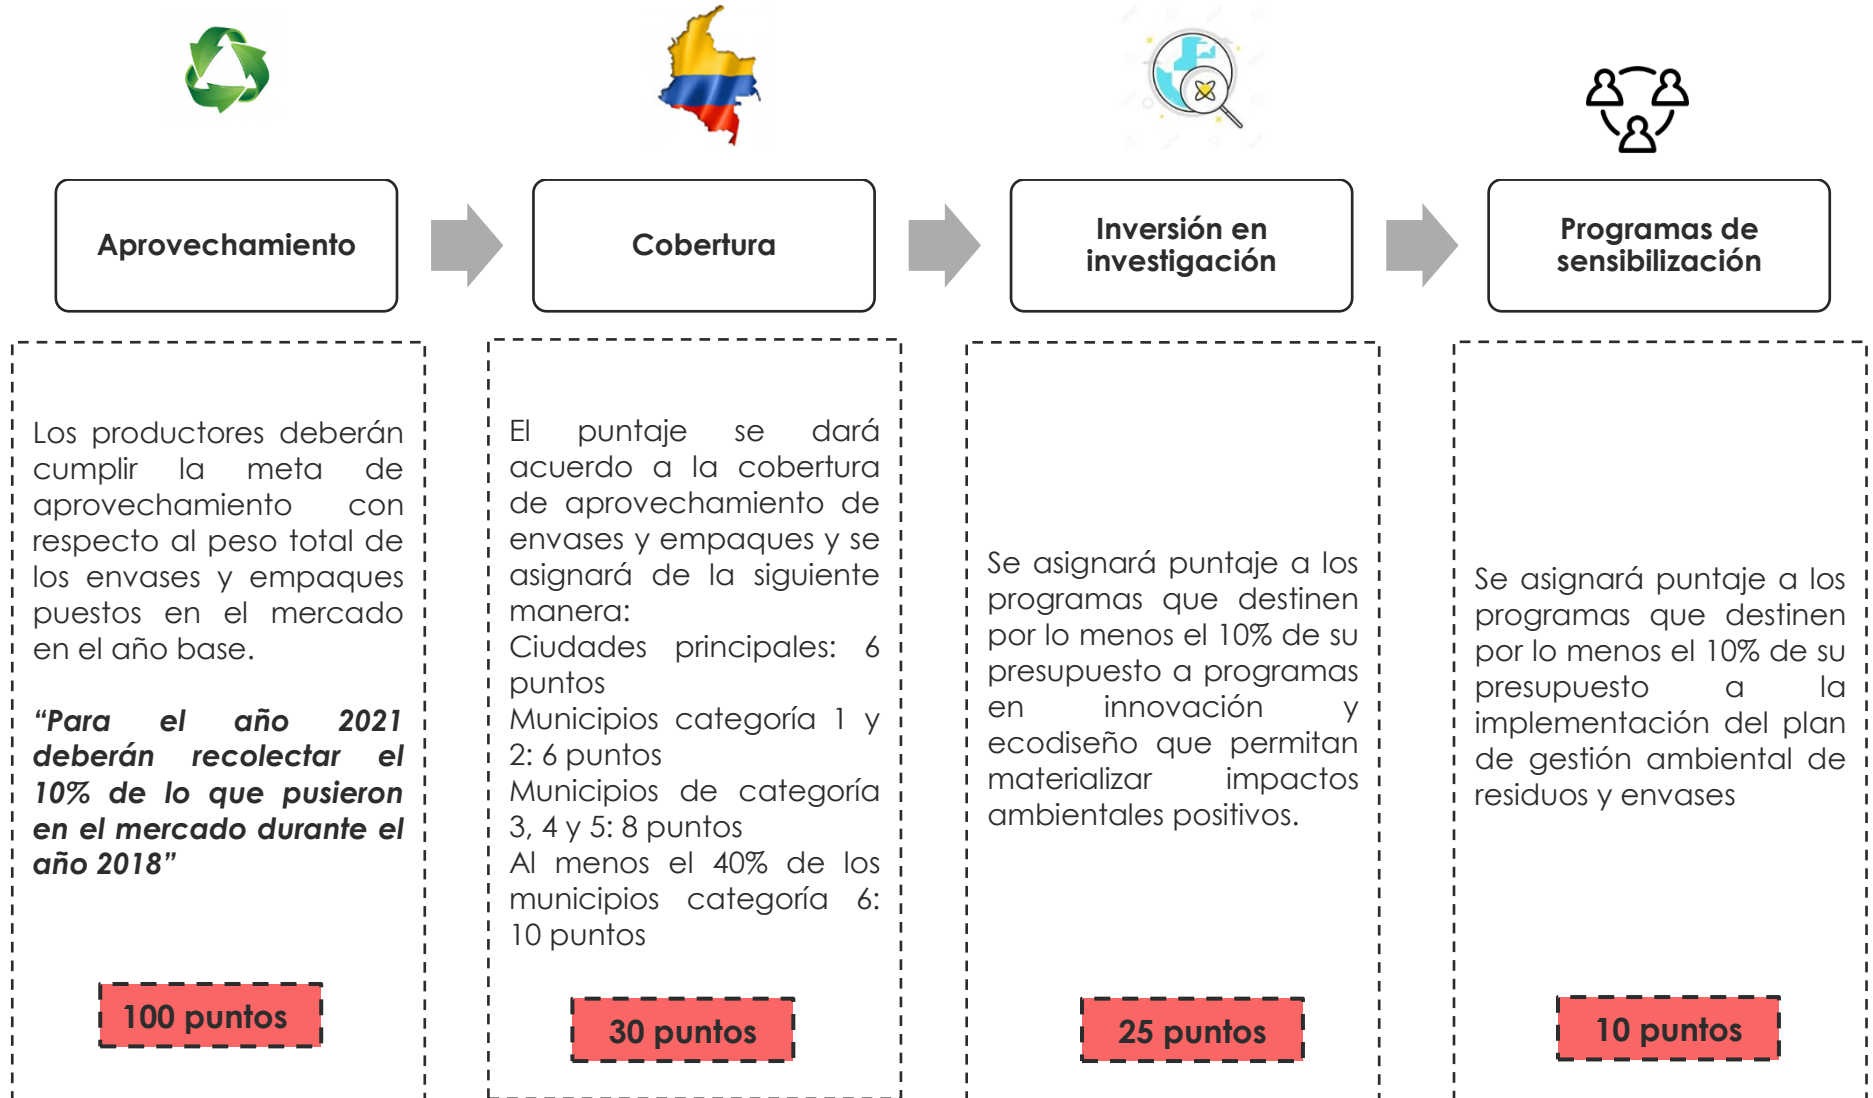 Aprovechamiento
Cobertura
Inversión en
investigación
Programas de
sensibilización
Los productores deberán
cumplir la meta de
aprovechamiento con
respecto al peso total de
los envases y empaques
puestos en el mercado
en el año base.
“Para el año 2021
deberán recolectar el
10% de lo que pusieron
en el mercado durante el
año 2018”
100 puntos
El puntaje se dará
acuerdo a la cobertura
de aprovechamiento de
envases y empaques y se
asignará de la siguiente
manera:
Ciudades principales: 6
puntos
Municipios categoría 1 y
2: 6 puntos
Municipios de categoría
3, 4 y 5: 8 puntos
Al menos el 40% de los
municipios categoría 6:
10 puntos
30 puntos
Se asignará puntaje a los
programas que destinen
por lo menos el 10% de su
presupuesto a programas
en innovación y
ecodiseño que permitan
materializar impactos
ambientales positivos.
25 puntos
Se asignará puntaje a los
programas que destinen
por lo menos el 10% de su
presupuesto a la
implementación del plan
de gestión ambiental de
residuos y envases
10 puntos